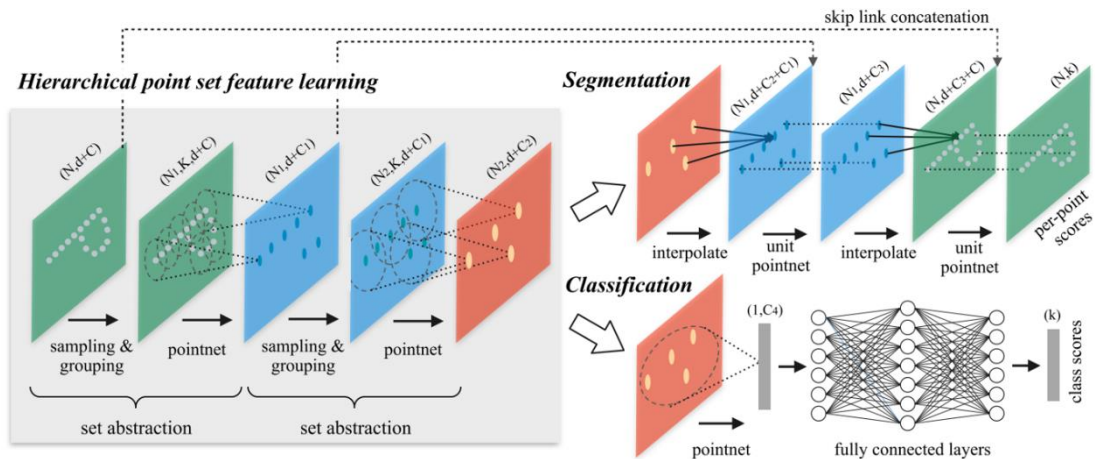 skip link concatenation
Hierarchical point set feature learning
(N,d+C)
(N1,K,d+C)
(N1,d+C1)
(N2,K,d+C1)
(N2,d+C2)
sampling &
grouping
pointnet
sampling &
grouping
pointnet
set abstraction
set abstraction
Segmentation
(N1,d+C2+C1)
(N1,d+C3)
(N,d+C3+C)
(N,k)
interpolate
unit
pointnet
interpolate
unit
pointnet
per-point
scores
Classification
(1,C4)
(k)
pointnet
fully connected layers
class scores